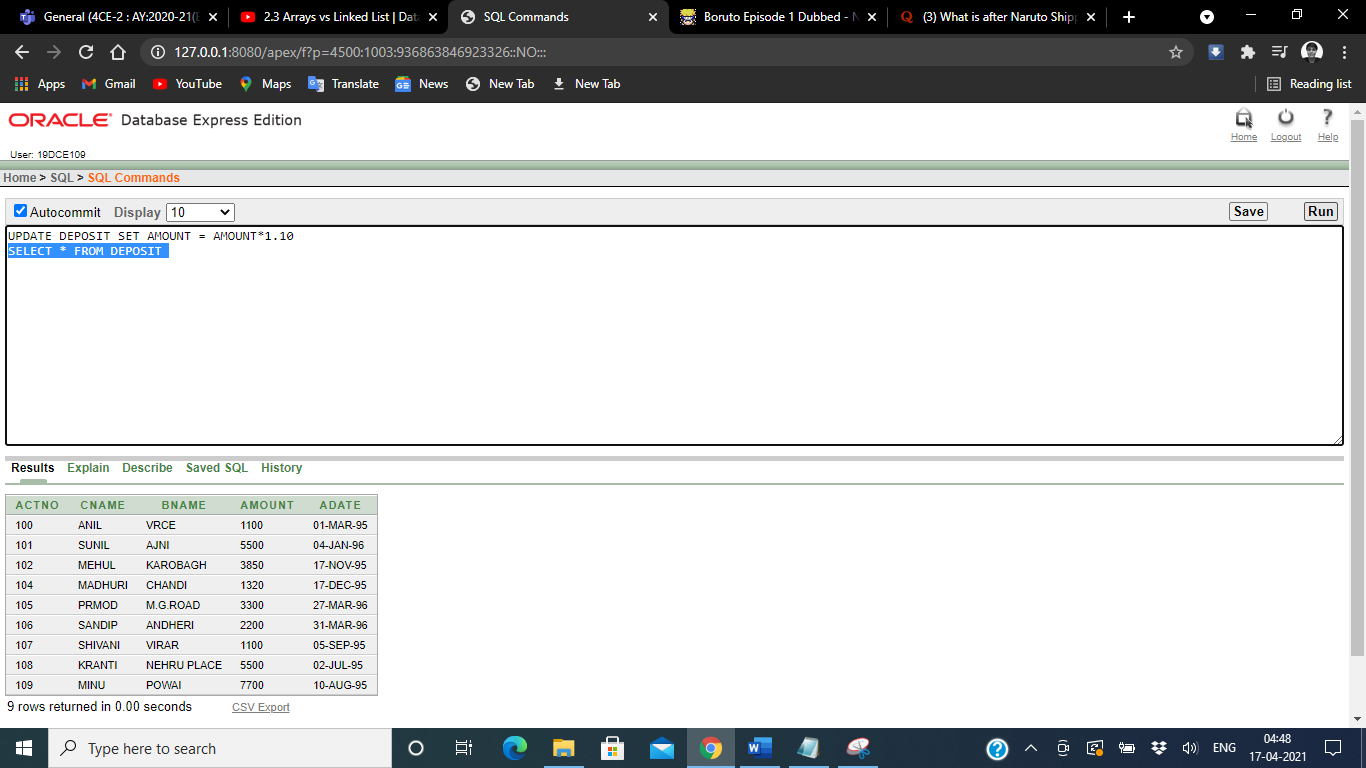 General (4CE-2 : AY:2020-21(E
2.3 Arrays vs Linked List | Dat
SQL Commands
Boruto Episode 1 Dubbed - N
(3) What is after Naruto Ship
127.0.0.1:8080/apex/f?p=4500:1003:936863846923326::NO:::
Apps Gmail YouTube Maps Translate News New Tab New Tab Reading list
ORACLE Database Express Edition
Home Logout Help
User: 19DCE109
Home > SQL > SQL Commands
Autocommit Display 10 Save Run
UPDATE DEPOSIT SET AMOUNT = AMOUNT*1.10
SELECT * FROM DEPOSIT
Results Explain Describe Saved SQL History
ACTNO CNAME BNAME AMOUNT ADATE
100 ANIL VRCE 1100 01-MAR-95
101 SUNIL AJNI 5500 04-JAN-96
102 MEHUL KAROBAGH 3850 17-NOV-95
104 MADHURI CHANDI 1320 17-DEC-95
105 PRMOD M.G.ROAD 3300 27-MAR-96
106 SANDIP ANDHERI 2200 31-MAR-96
107 SHIVANI VIRAR 1100 05-SEP-95
108 KRANTI NEHRU PLACE 5500 02-JUL-95
109 MINU POWAI 7700 10-AUG-95
9 rows returned in 0.00 seconds CSV Export
Type here to search
ENG
04:48
17-04-2021